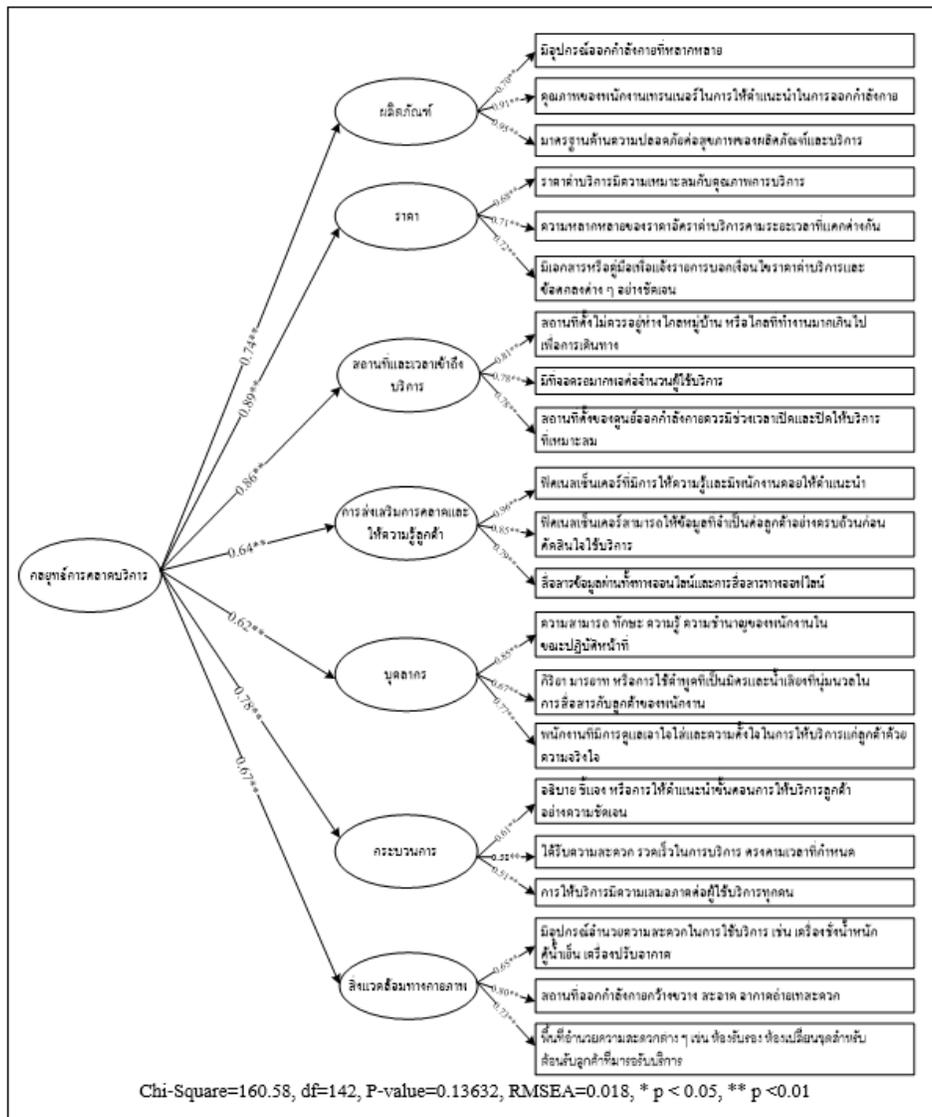 มีอุปกรณ์ออกกำลังกายที่หลากหลาย
0.70**
ผลิตภัณฑ์
0.91**
คุณภาพของพนักงานเทรนเนอร์ในการให้คำแนะนำในการออกกำลังกาย
0.95**
มาตรฐานด้านความปลอดภัยต่อสุขภาพของผลิตภัณฑ์และบริการ
0.74**
ราคาค่าบริการมีความเหมาะสมกับคุณภาพการบริการ
0.68**
ราคา
0.71**
ความหลากหลายของราคาอัตราค่าบริการตามระยะเวลาที่แตกต่างกัน
0.72**
มีเอกสารหรือคู่มือเพื่อแจ้งรายการบอกเงื่อนไขราคาค่าบริการและ
ข้อตกลงต่าง ๆ อย่างชัดเจน
0.89**
สถานที่ตั้งไม่ควรอยู่ห่างไกลหมู่บ้าน หรือไกลที่ทำงานมากเกินไป
เพื่อการเดินทาง
0.81**
สถานที่และเวลาเข้าถึง
บริการ
0.78**
มีที่จอดรถมากพอต่อจำนวนผู้ใช้บริการ
0.78**
สถานที่ตั้งของศูนย์ออกกำลังกายควรมีช่วงเวลาเปิดและปิดให้บริการ
ที่เหมาะสม
0.86**
ฟิตเนสเซ็นเตอร์ที่มีการให้ความรู้และมีพนักงานคอยให้คำแนะนำ
0.96**
การส่งเสริมการตลาดและ
ให้ความรู้ลูกค้า
0.85**
ฟิตเนสเซ็นเตอร์สามารถให้ข้อมูลที่จำเป็นต่อลูกค้าอย่างครบถ้วนก่อน
ตัดสินใจใช้บริการ
0.79**
สื่อสารข้อมูลผ่านทั้งทางออนไลน์และการสื่อสารทางออฟไลน์
0.64**
กลยุทธ์การตลาดบริการ
0.62**
ความสามารถ ทักษะ ความรู้ ความชำนาญของพนักงานใน
ขณะปฏิบัติหน้าที่
0.85**
บุคลากร
0.67**
กิริยา มารยาท หรือการใช้คำพูดที่เป็นมิตรและน้ำเสียงที่นุ่มนวลใน
การสื่อสารกับลูกค้าของพนักงาน
0.77**
พนักงานที่มีการดูแลเอาใจใส่และความตั้งใจในการให้บริการแก่ลูกค้าด้วย
ความจริงใจ
0.78**
อธิบาย ชี้แจง หรือการให้คำแนะนำขั้นตอนการให้บริการลูกค้า
อย่างความชัดเจน
0.61**
กระบวนการ
0.58**
ได้รับความสะดวก รวดเร็วในการบริการ ตรงตามเวลาที่กำหนด
0.51**
การให้บริการมีความเสมอภาคต่อผู้ใช้บริการทุกคน
0.67**
มีอุปกรณ์อำนวยความสะดวกในการใช้บริการ เช่น เครื่องชั่งน้ำหนัก
ตู้น้ำเย็น เครื่องปรับอากาศ
0.65**
สิ่งแวดล้อมทางกายภาพ
0.80**
สถานที่ออกกำลังกายกว้างขวาง สะอาด อากาศถ่ายเทสะดวก
0.73**
พื้นที่อำนวยความสะดวกต่าง ๆ เช่น ห้องรับรอง ห้องเปลี่ยนชุดสำหรับ
ต้อนรับลูกค้าที่มารอรับบริการ
Chi-Square=160.58, df=142, P-value=0.13632, RMSEA=0.018, * p < 0.05, ** p <0.01